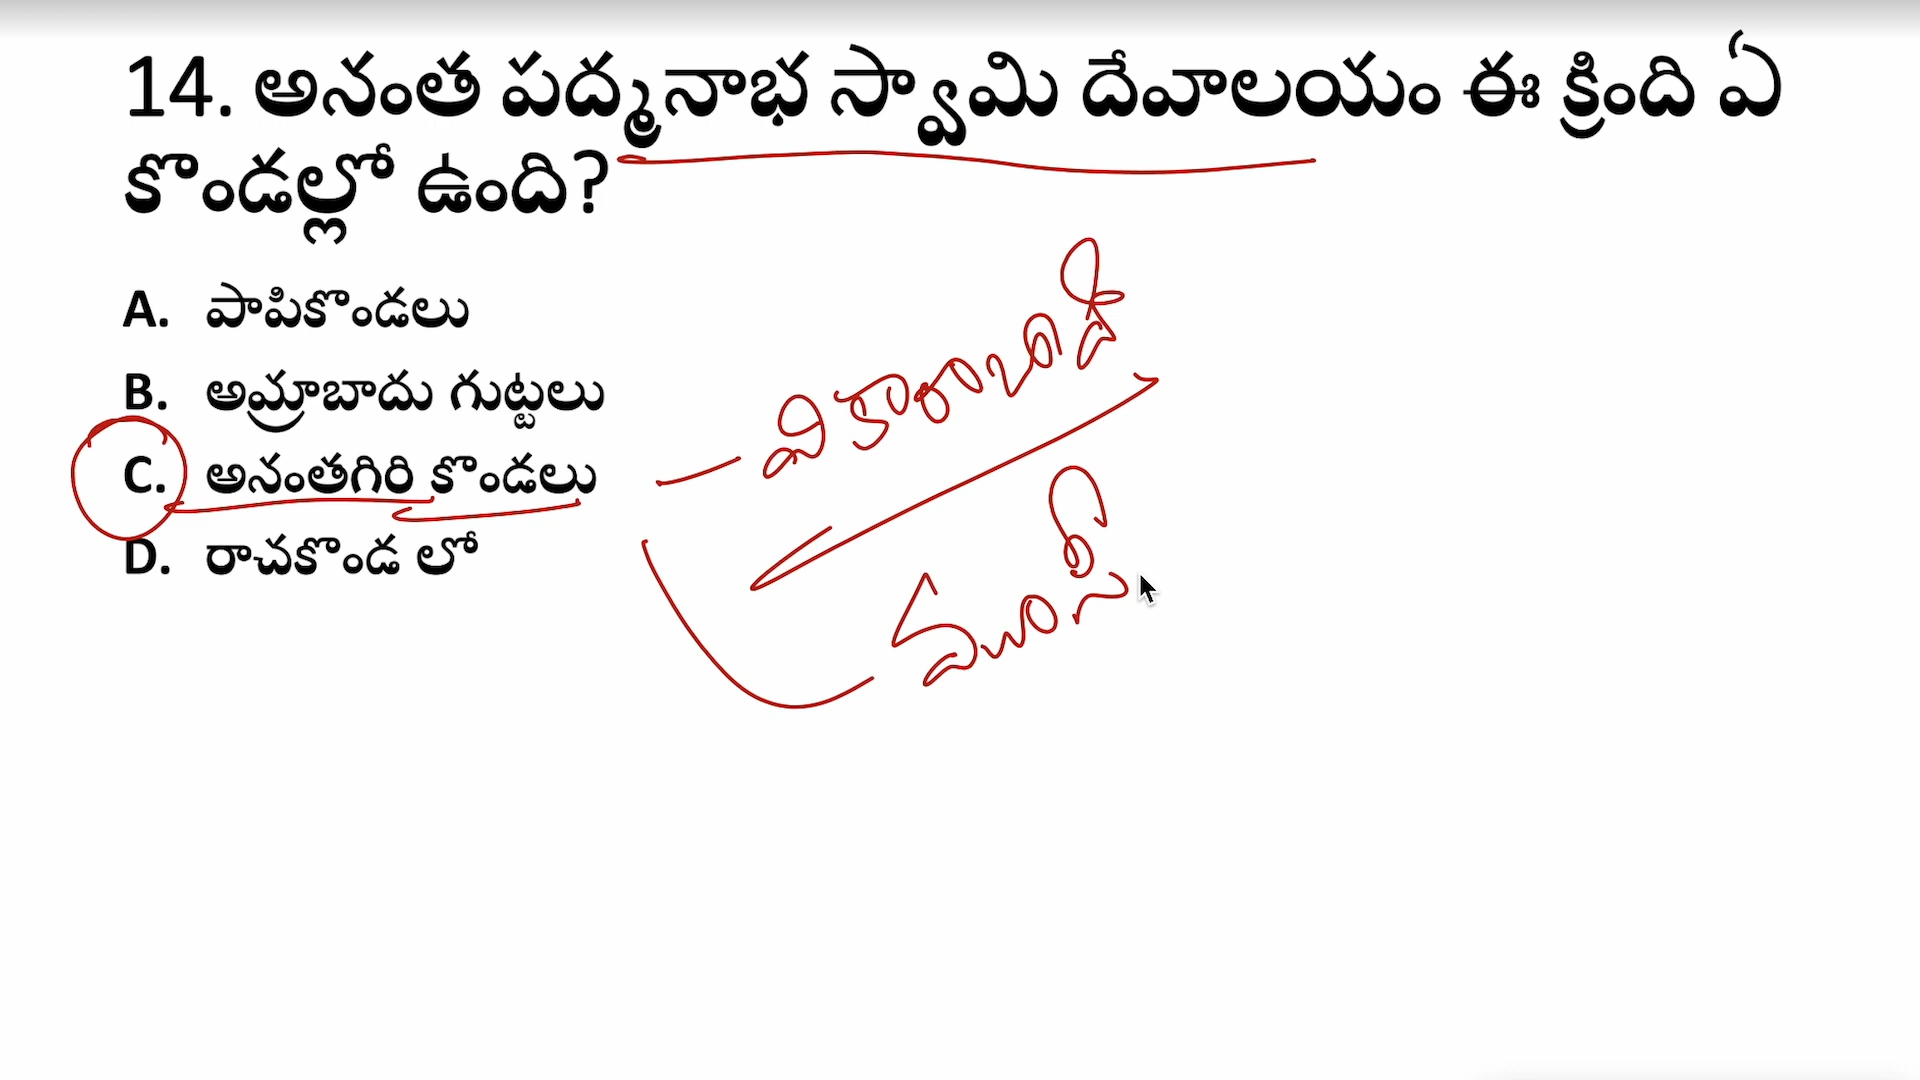 14. అనంత పద్మనాభ స్వామి దేవాలయం ఈ క్రింది ఏ
కొండల్లో ఉంది?
A. పాపికొండలు
B. అమ్రాబాదు గుట్టలు
C. అనంతగిరి కొండలు
D. రాచకొండ లో
వికారాబాద్
మూసీ